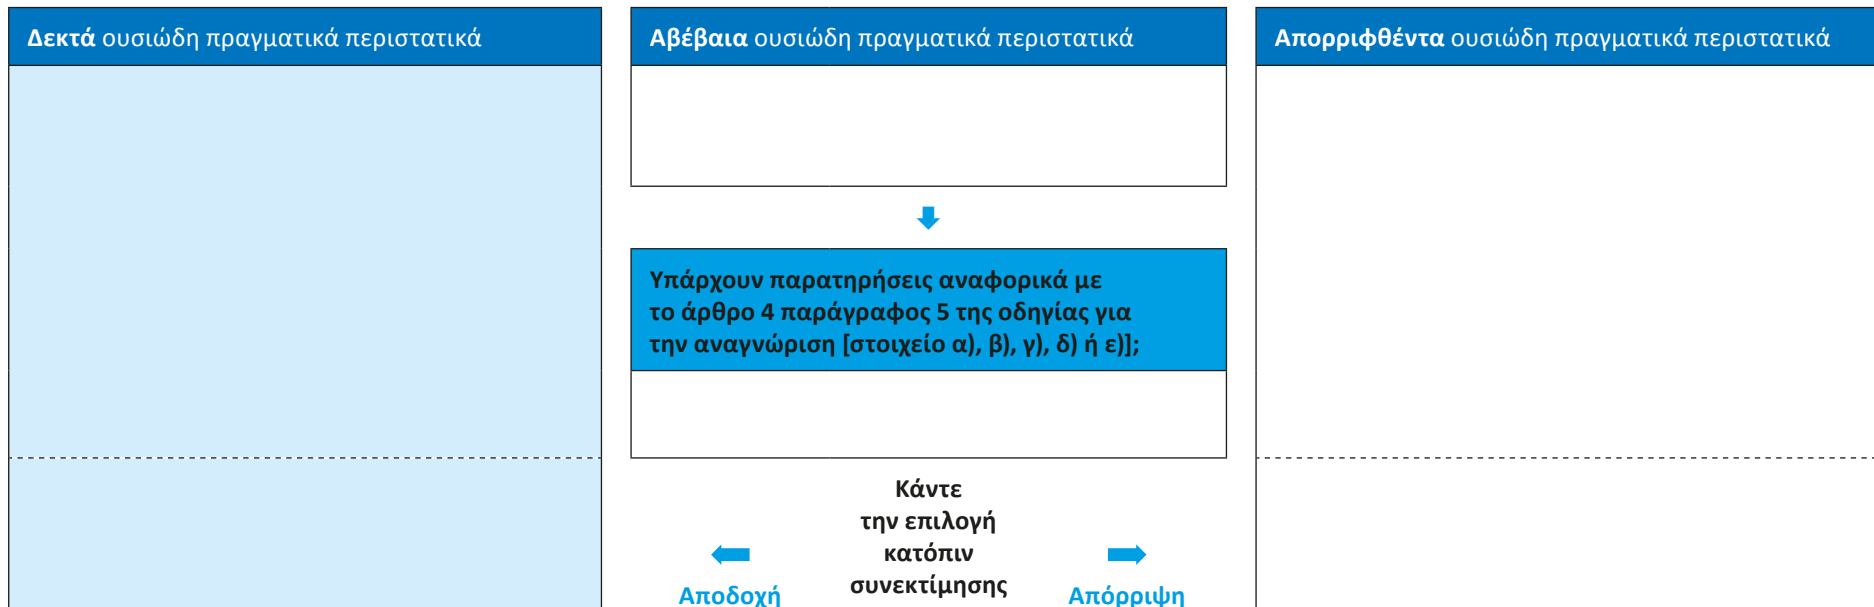 Δεκτά ουσιώδη πραγματικά περιστατικά
Αβέβαια ουσιώδη πραγματικά περιστατικά
Απορριφθέντα ουσιώδη πραγματικά περιστατικά
Υπάρχουν παρατηρήσεις αναφορικά με
το άρθρο 4 παράγραφος 5 της οδηγίας για
την αναγνώριση [στοιχείο α), β), γ), δ) ή ε)];
Κάντε
την επιλογή
κατόπιν
συνεκτίμησης
Αποδοχή
Απόρριψη